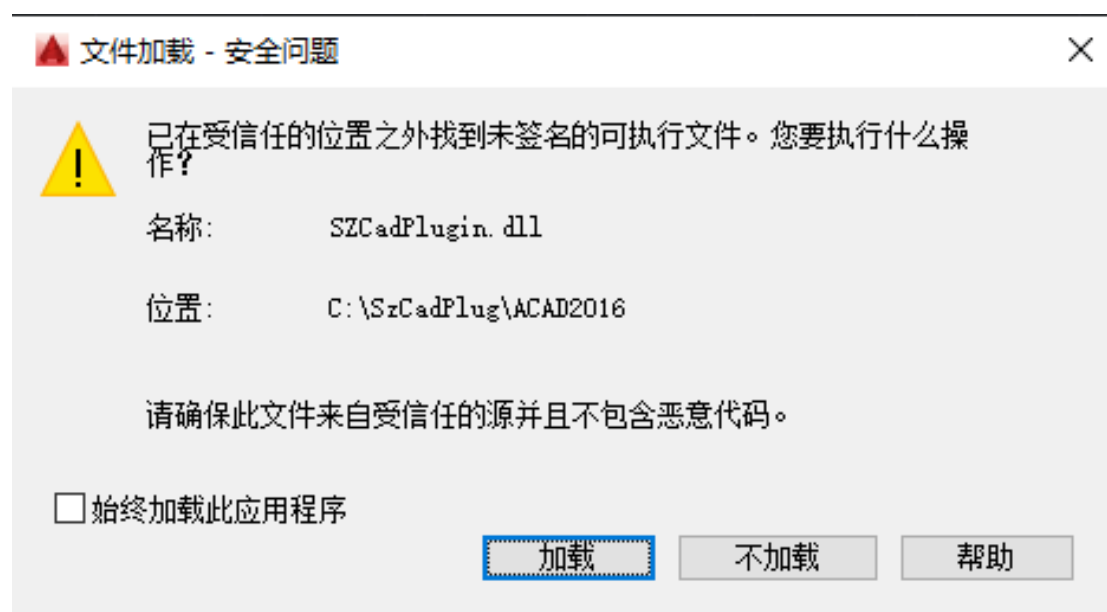 文件加载 - 安全问题
已在受信任的位置之外找到未签名的可执行文件。您要执行什么操
作?
名称: SZCadPlugin.dll
位置: C:\SzCadPlug\ACAD2016
请确保此文件来自受信任的源并且不包含恶意代码。
始终加载此应用程序
加载 不加载 帮助